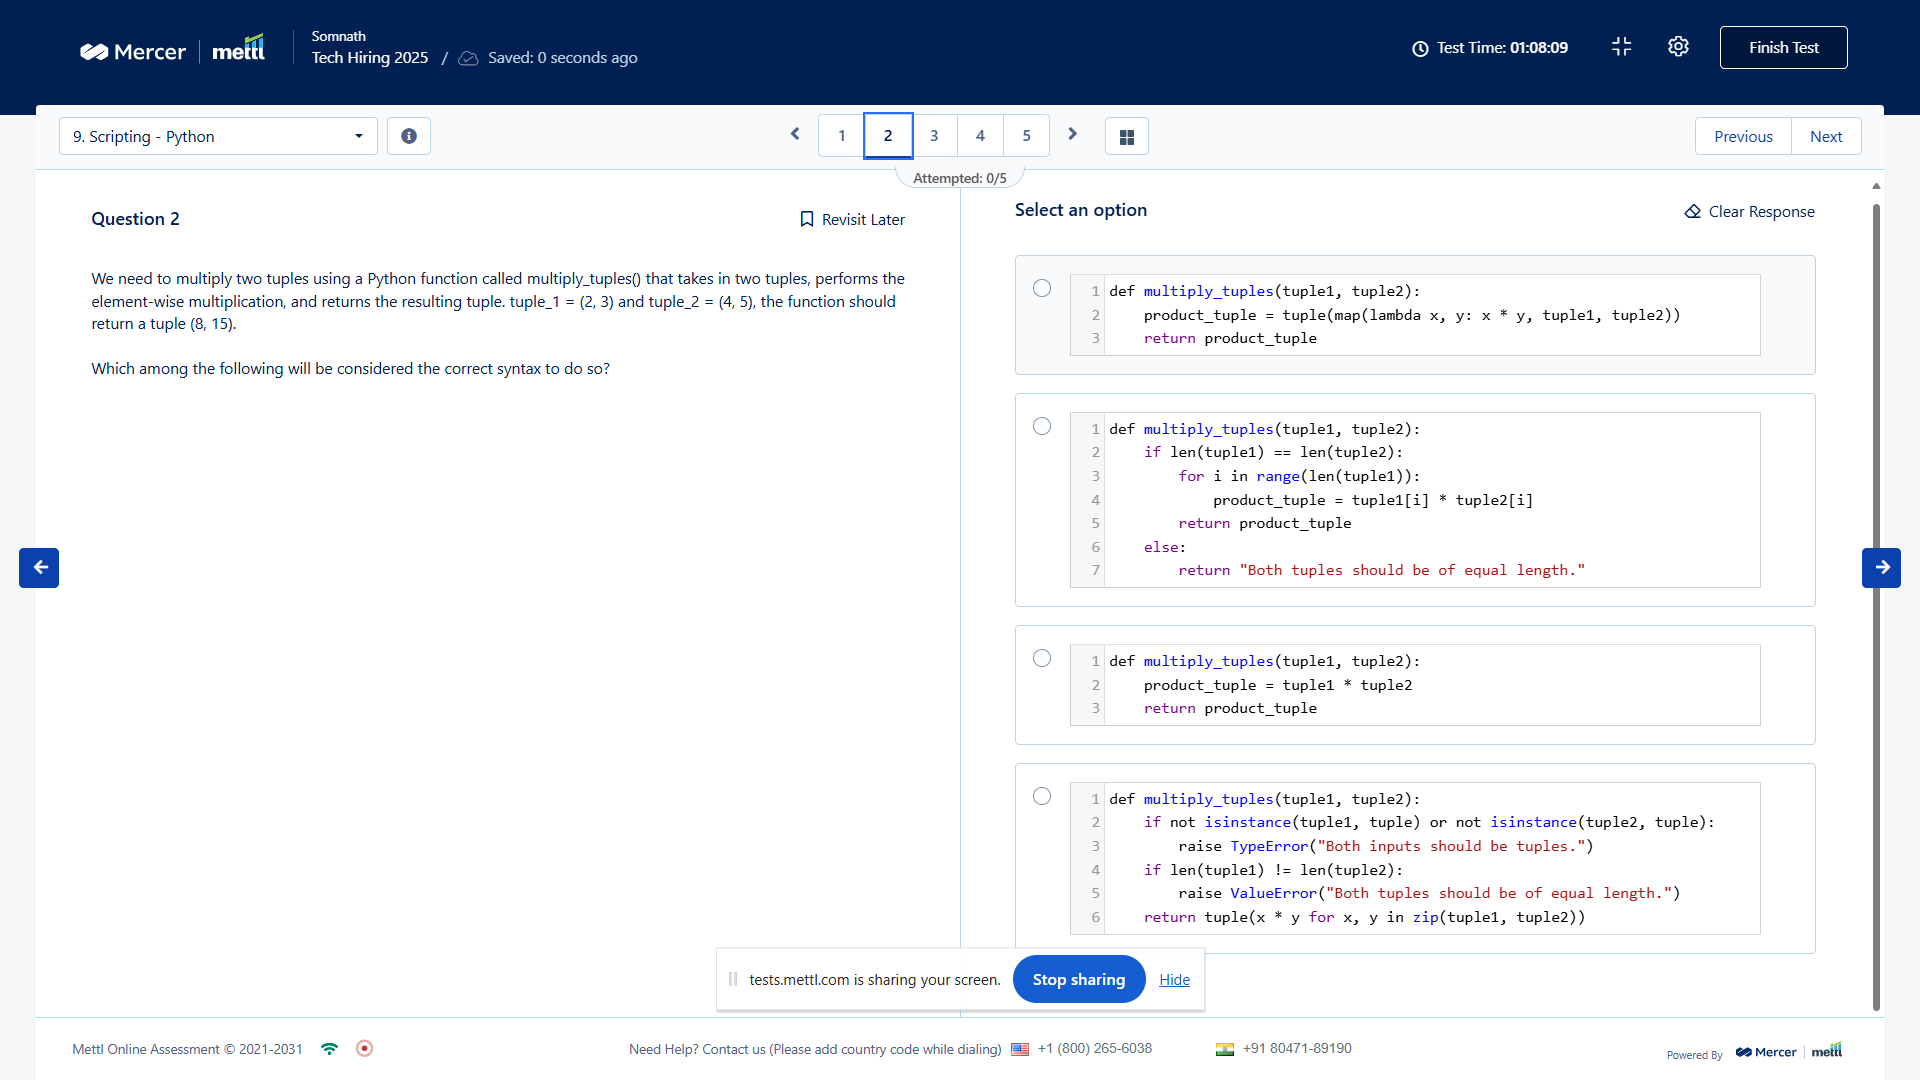 Mercer | mettl
Somnath
Tech Hiring 2025 / Saved: 0 seconds ago
Test Time: 01:08:09
Finish Test
9. Scripting - Python
1 2 3 4 5
Previous Next
Attempted: 0/5
Question 2
Revisit Later
We need to multiply two tuples using a Python function called multiply_tuples() that takes in two tuples, performs the
element-wise multiplication, and returns the resulting tuple. tuple_1 = (2, 3) and tuple_2 = (4, 5), the function should
return a tuple (8, 15).
Which among the following will be considered the correct syntax to do so?
Select an option
Clear Response
1 def multiply_tuples(tuple1, tuple2):
2     product_tuple = tuple(map(lambda x, y: x * y, tuple1, tuple2))
3     return product_tuple
1 def multiply_tuples(tuple1, tuple2):
2     if len(tuple1) == len(tuple2):
3         for i in range(len(tuple1)):
4             product_tuple = tuple1[i] * tuple2[i]
5         return product_tuple
6     else:
7         return "Both tuples should be of equal length."
1 def multiply_tuples(tuple1, tuple2):
2     product_tuple = tuple1 * tuple2
3     return product_tuple
1 def multiply_tuples(tuple1, tuple2):
2     if not isinstance(tuple1, tuple) or not isinstance(tuple2, tuple):
3         raise TypeError("Both inputs should be tuples.")
4     if len(tuple1) != len(tuple2):
5         raise ValueError("Both tuples should be of equal length.")
6     return tuple(x * y for x, y in zip(tuple1, tuple2))
tests.mettl.com is sharing your screen.
Stop sharing
Hide
Mettl Online Assessment © 2021-2031
Need Help? Contact us (Please add country code while dialing) +1 (800) 265-6038 +91 80471-89190
Powered By Mercer | mettl